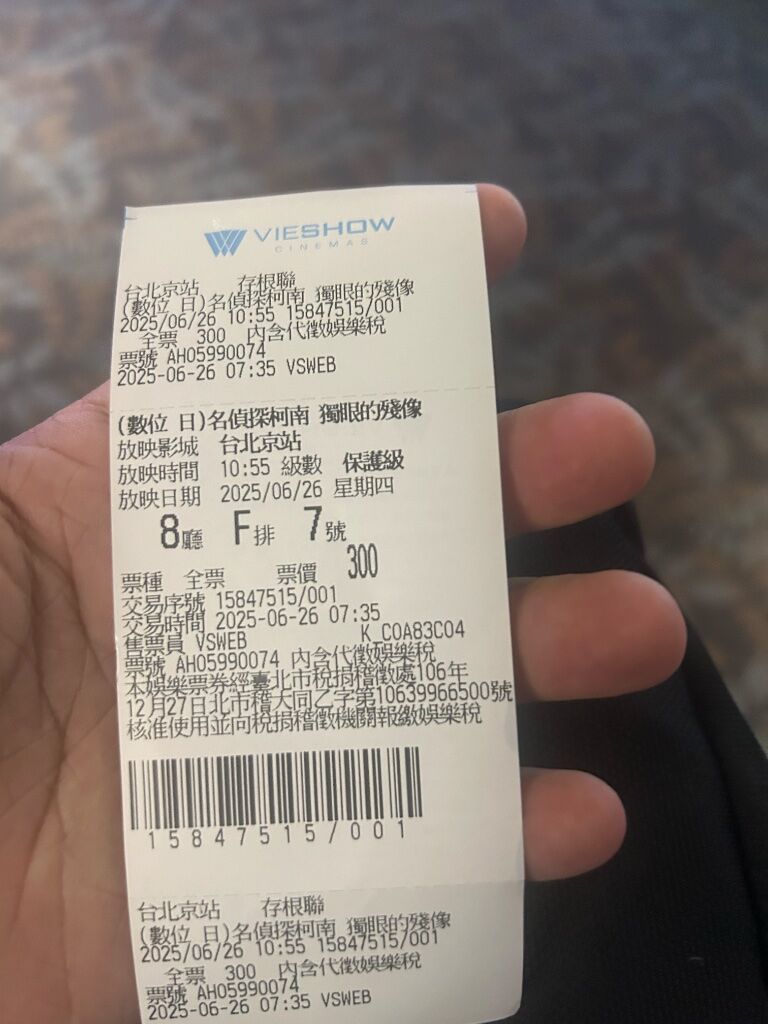 VIESHOW
CINEMAS
台北京站 存根聯
(數位 日)名偵探柯南 獨眼的殘像
2025/06/26 10:55 15847515/001
全票 300 內含代徵娛樂稅
票號 AH05990074
2025-06-26 07:35 VSWEB
(數位 日)名偵探柯南 獨眼的殘像
放映影城 台北京站
放映時間 10:55 級數 保護級
放映日期 2025/06/26 星期四
8廳 F排 7號
票種 全票 票價 300
交易序號 15847515/001
交易時間 2025-06-26 07:35
售票員 VSWEB K_C0A83C04
票號 AH05990074 內含代徵娛樂稅
本娛樂票券經臺北市稅捐稽徵處106年
12月27日北市稽大同乙字第10639966500號
核准使用並向稅捐稽徵機關報繳娛樂稅
15847515/001
台北京站 存根聯
(數位 日)名偵探柯南 獨眼的殘像
2025/06/26 10:55 15847515/001
全票 300 內含代徵娛樂稅
票號 AH05990074
2025-06-26 07:35 VSWEB